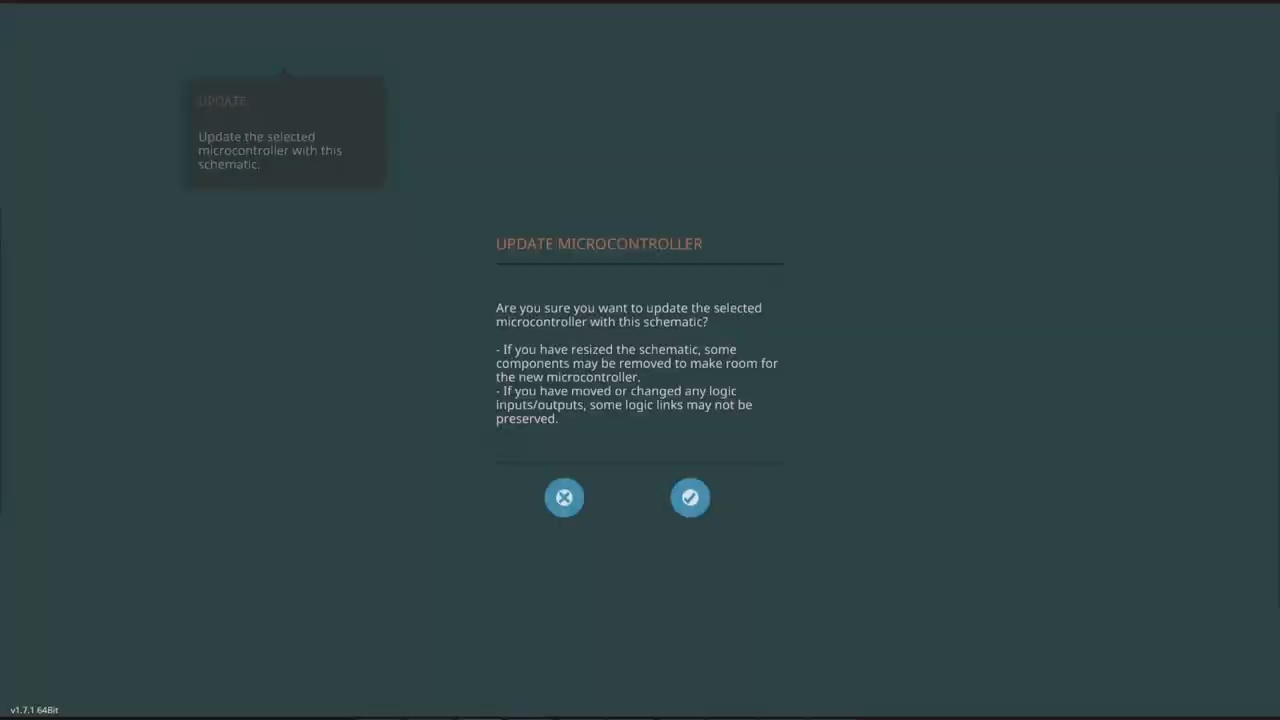 UPDATE
Update the selected
microcontroller with this
schematic.
UPDATE MICROCONTROLLER
Are you sure you want to update the selected
microcontroller with this schematic?
- If you have resized the schematic, some
components may be removed to make room for
the new microcontroller.
- If you have moved or changed any logic
inputs/outputs, some logic links may not be
preserved.
v1.7.1 64Bit